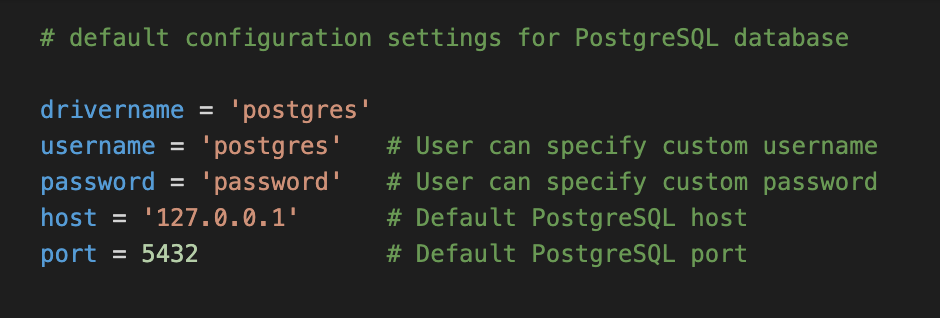 # default configuration settings for PostgreSQL database
drivername = 'postgres'
username = 'postgres'   # User can specify custom username
password = 'password'   # User can specify custom password
host = '127.0.0.1'      # Default PostgreSQL host
port = 5432             # Default PostgreSQL port